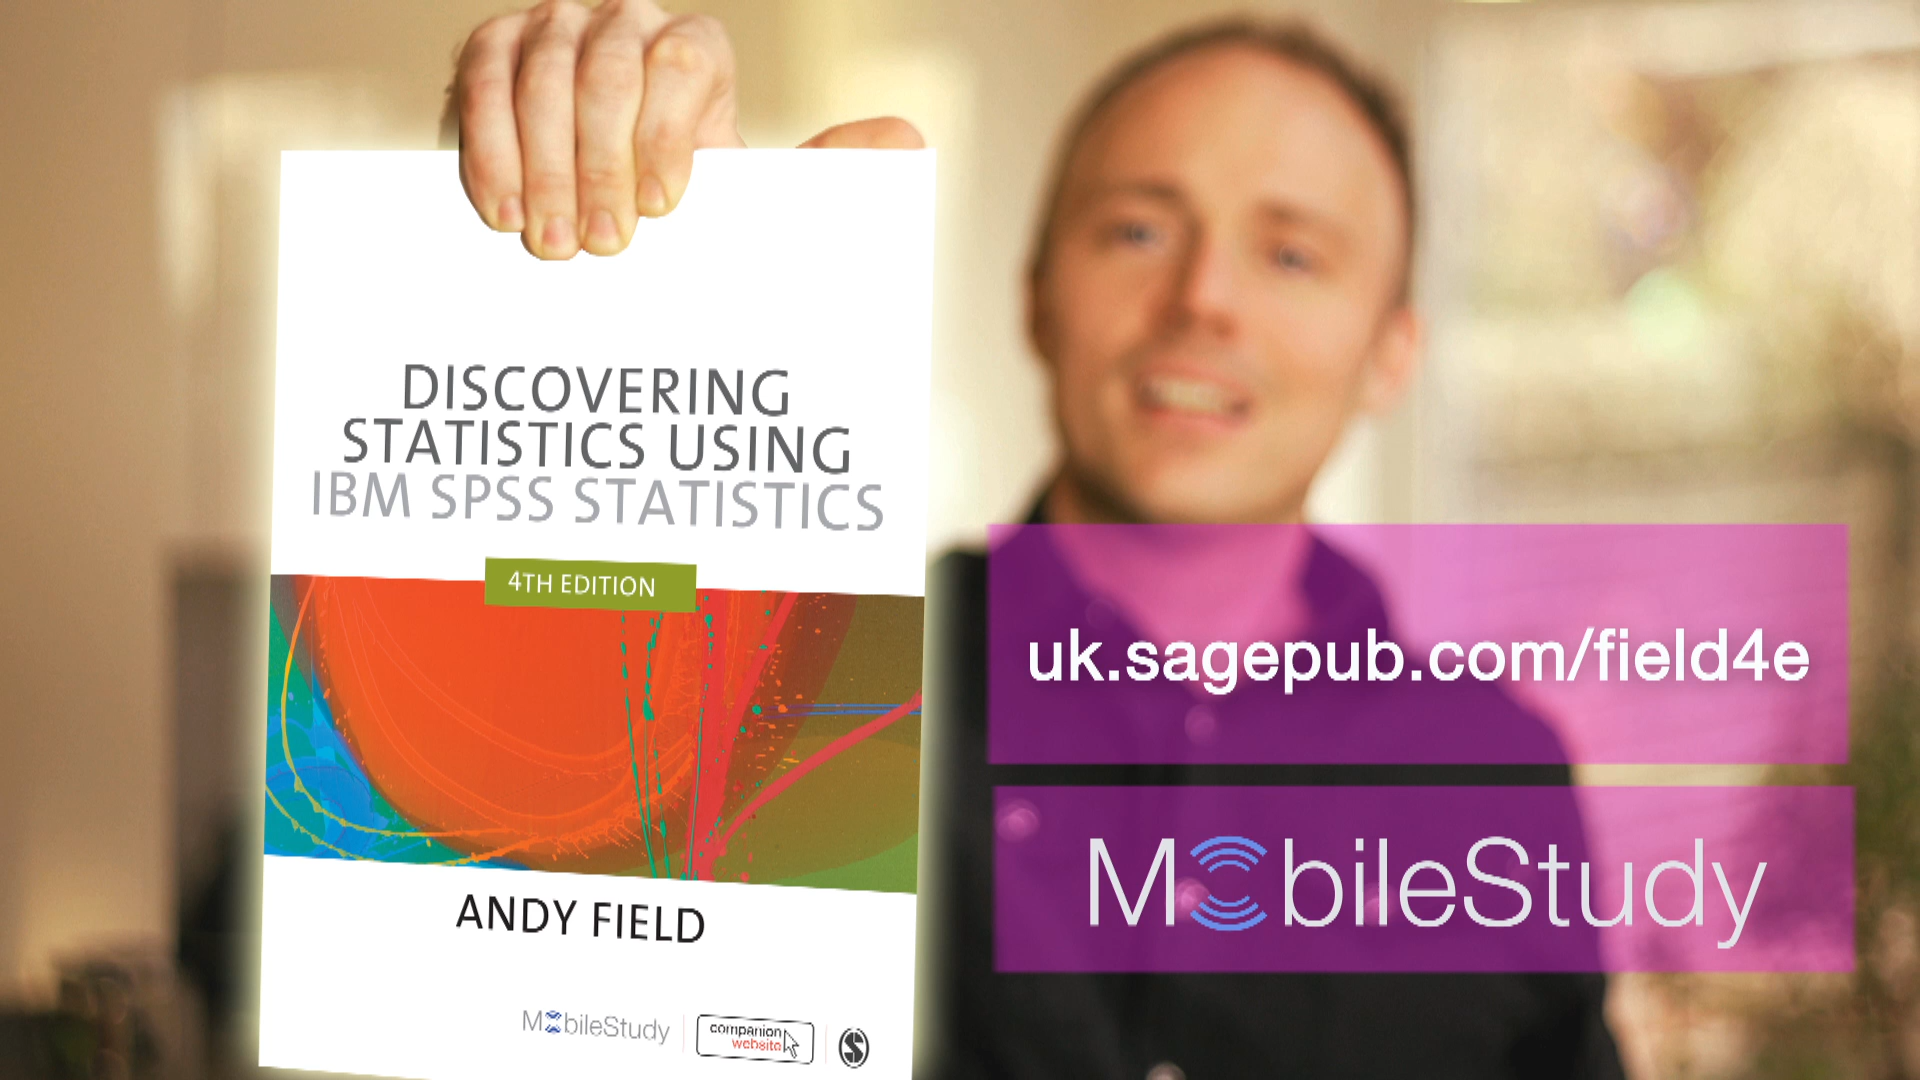 DISCOVERING
STATISTICS USING
IBM SPSS STATISTICS
4TH EDITION
ANDY FIELD
MobileStudy
companion
website
S
uk.sagepub.com/field4e
MobileStudy